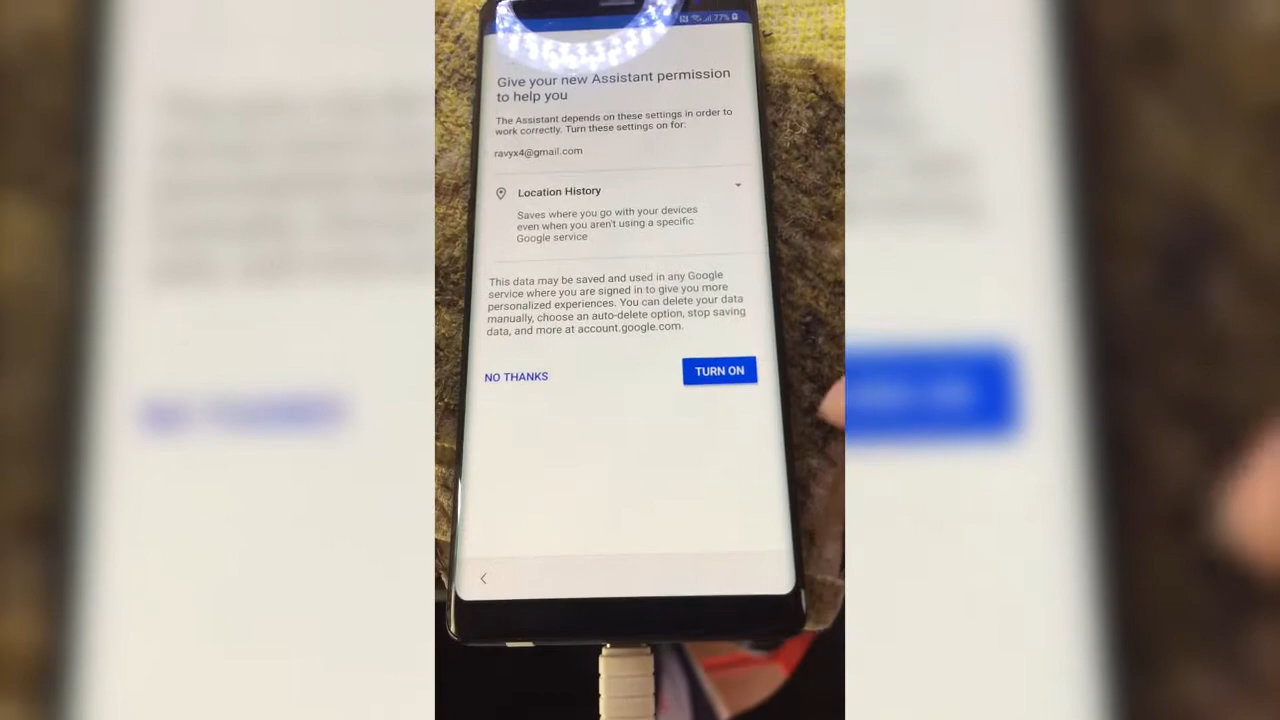 77%
Give your new Assistant permission
to help you
The Assistant depends on these settings in order to
work correctly. Turn these settings on for:
ravyx4@gmail.com
Location History
Saves where you go with your devices
even when you aren't using a specific
Google service
This data may be saved and used in any Google
service where you are signed in to give you more
personalized experiences. You can delete your data
manually, choose an auto-delete option, stop saving
data, and more at account.google.com.
NO THANKS
TURN ON